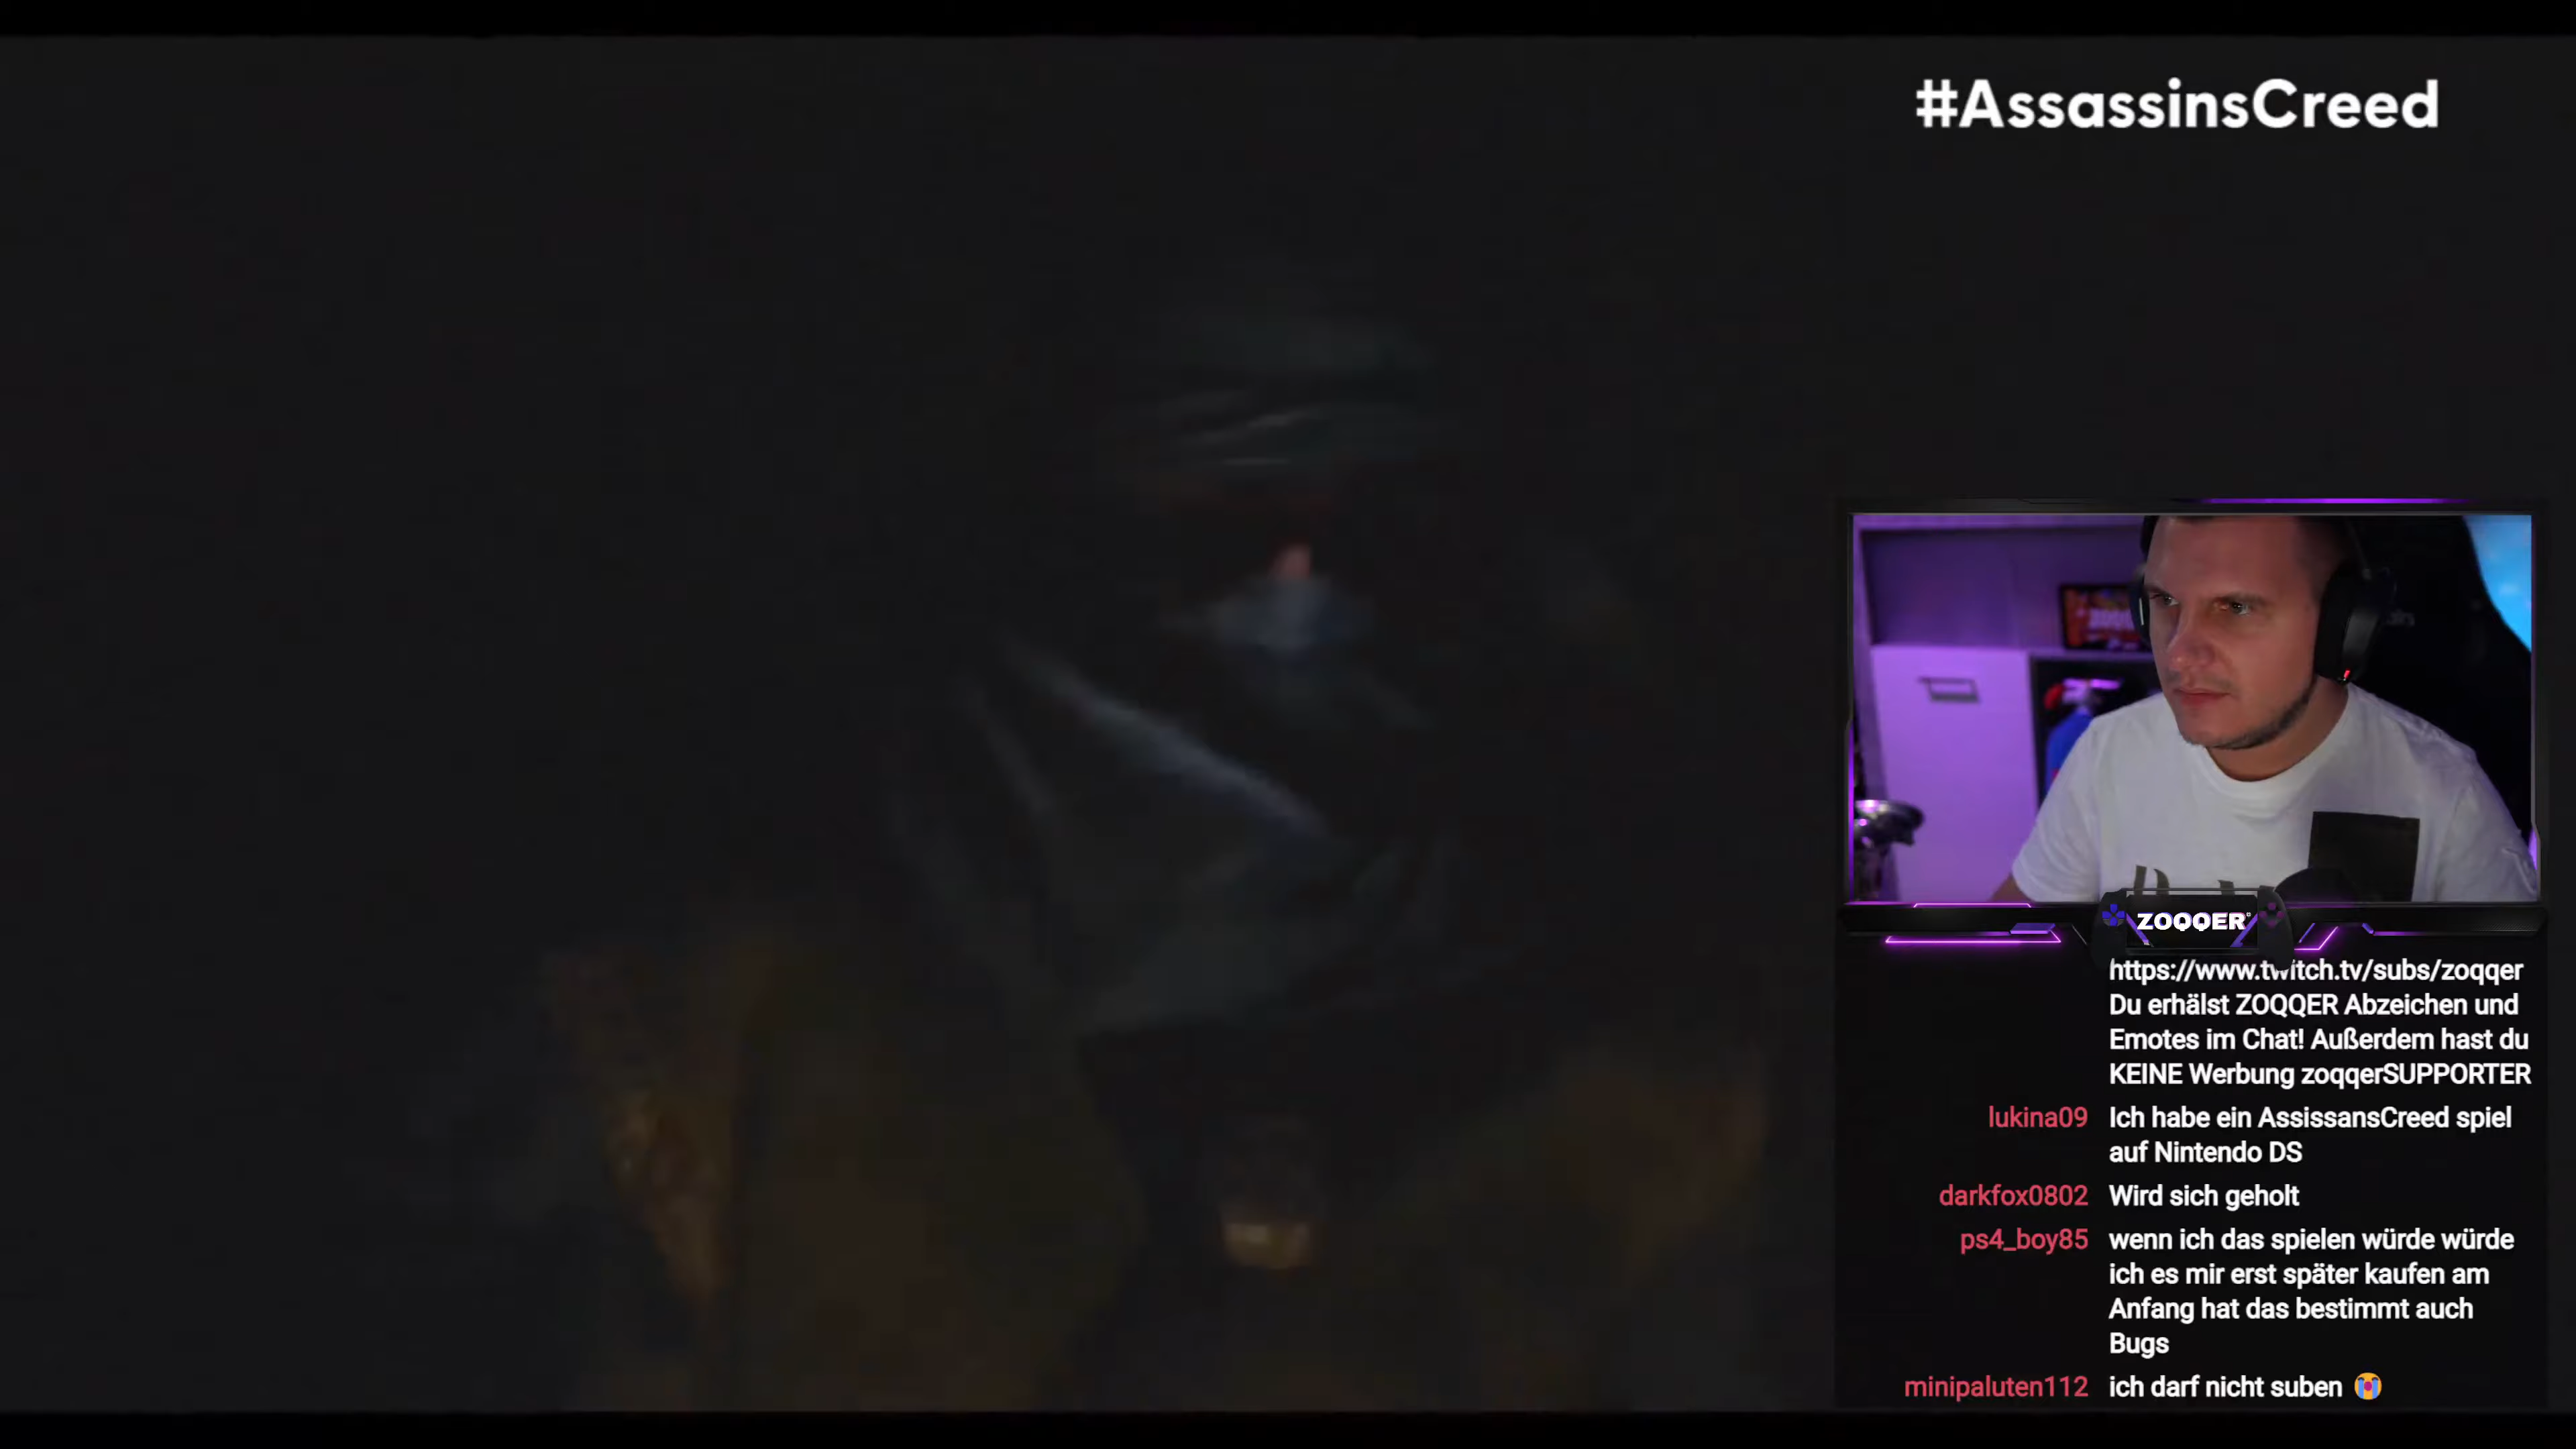 #AssassinsCreed
ZOQQER
https://www.twitch.tv/subs/zoqqer
Du erhälst ZOQQER Abzeichen und
Emotes im Chat! Außerdem hast du
KEINE Werbung zoqqerSUPPORTER
lukina09 Ich habe ein AssissansCreed spiel
auf Nintendo DS
darkfox0802 Wird sich geholt
ps4_boy85 wenn ich das spielen würde würde
ich es mir erst später kaufen am
Anfang hat das bestimmt auch
Bugs
minipaluten112 ich darf nicht suben 😭